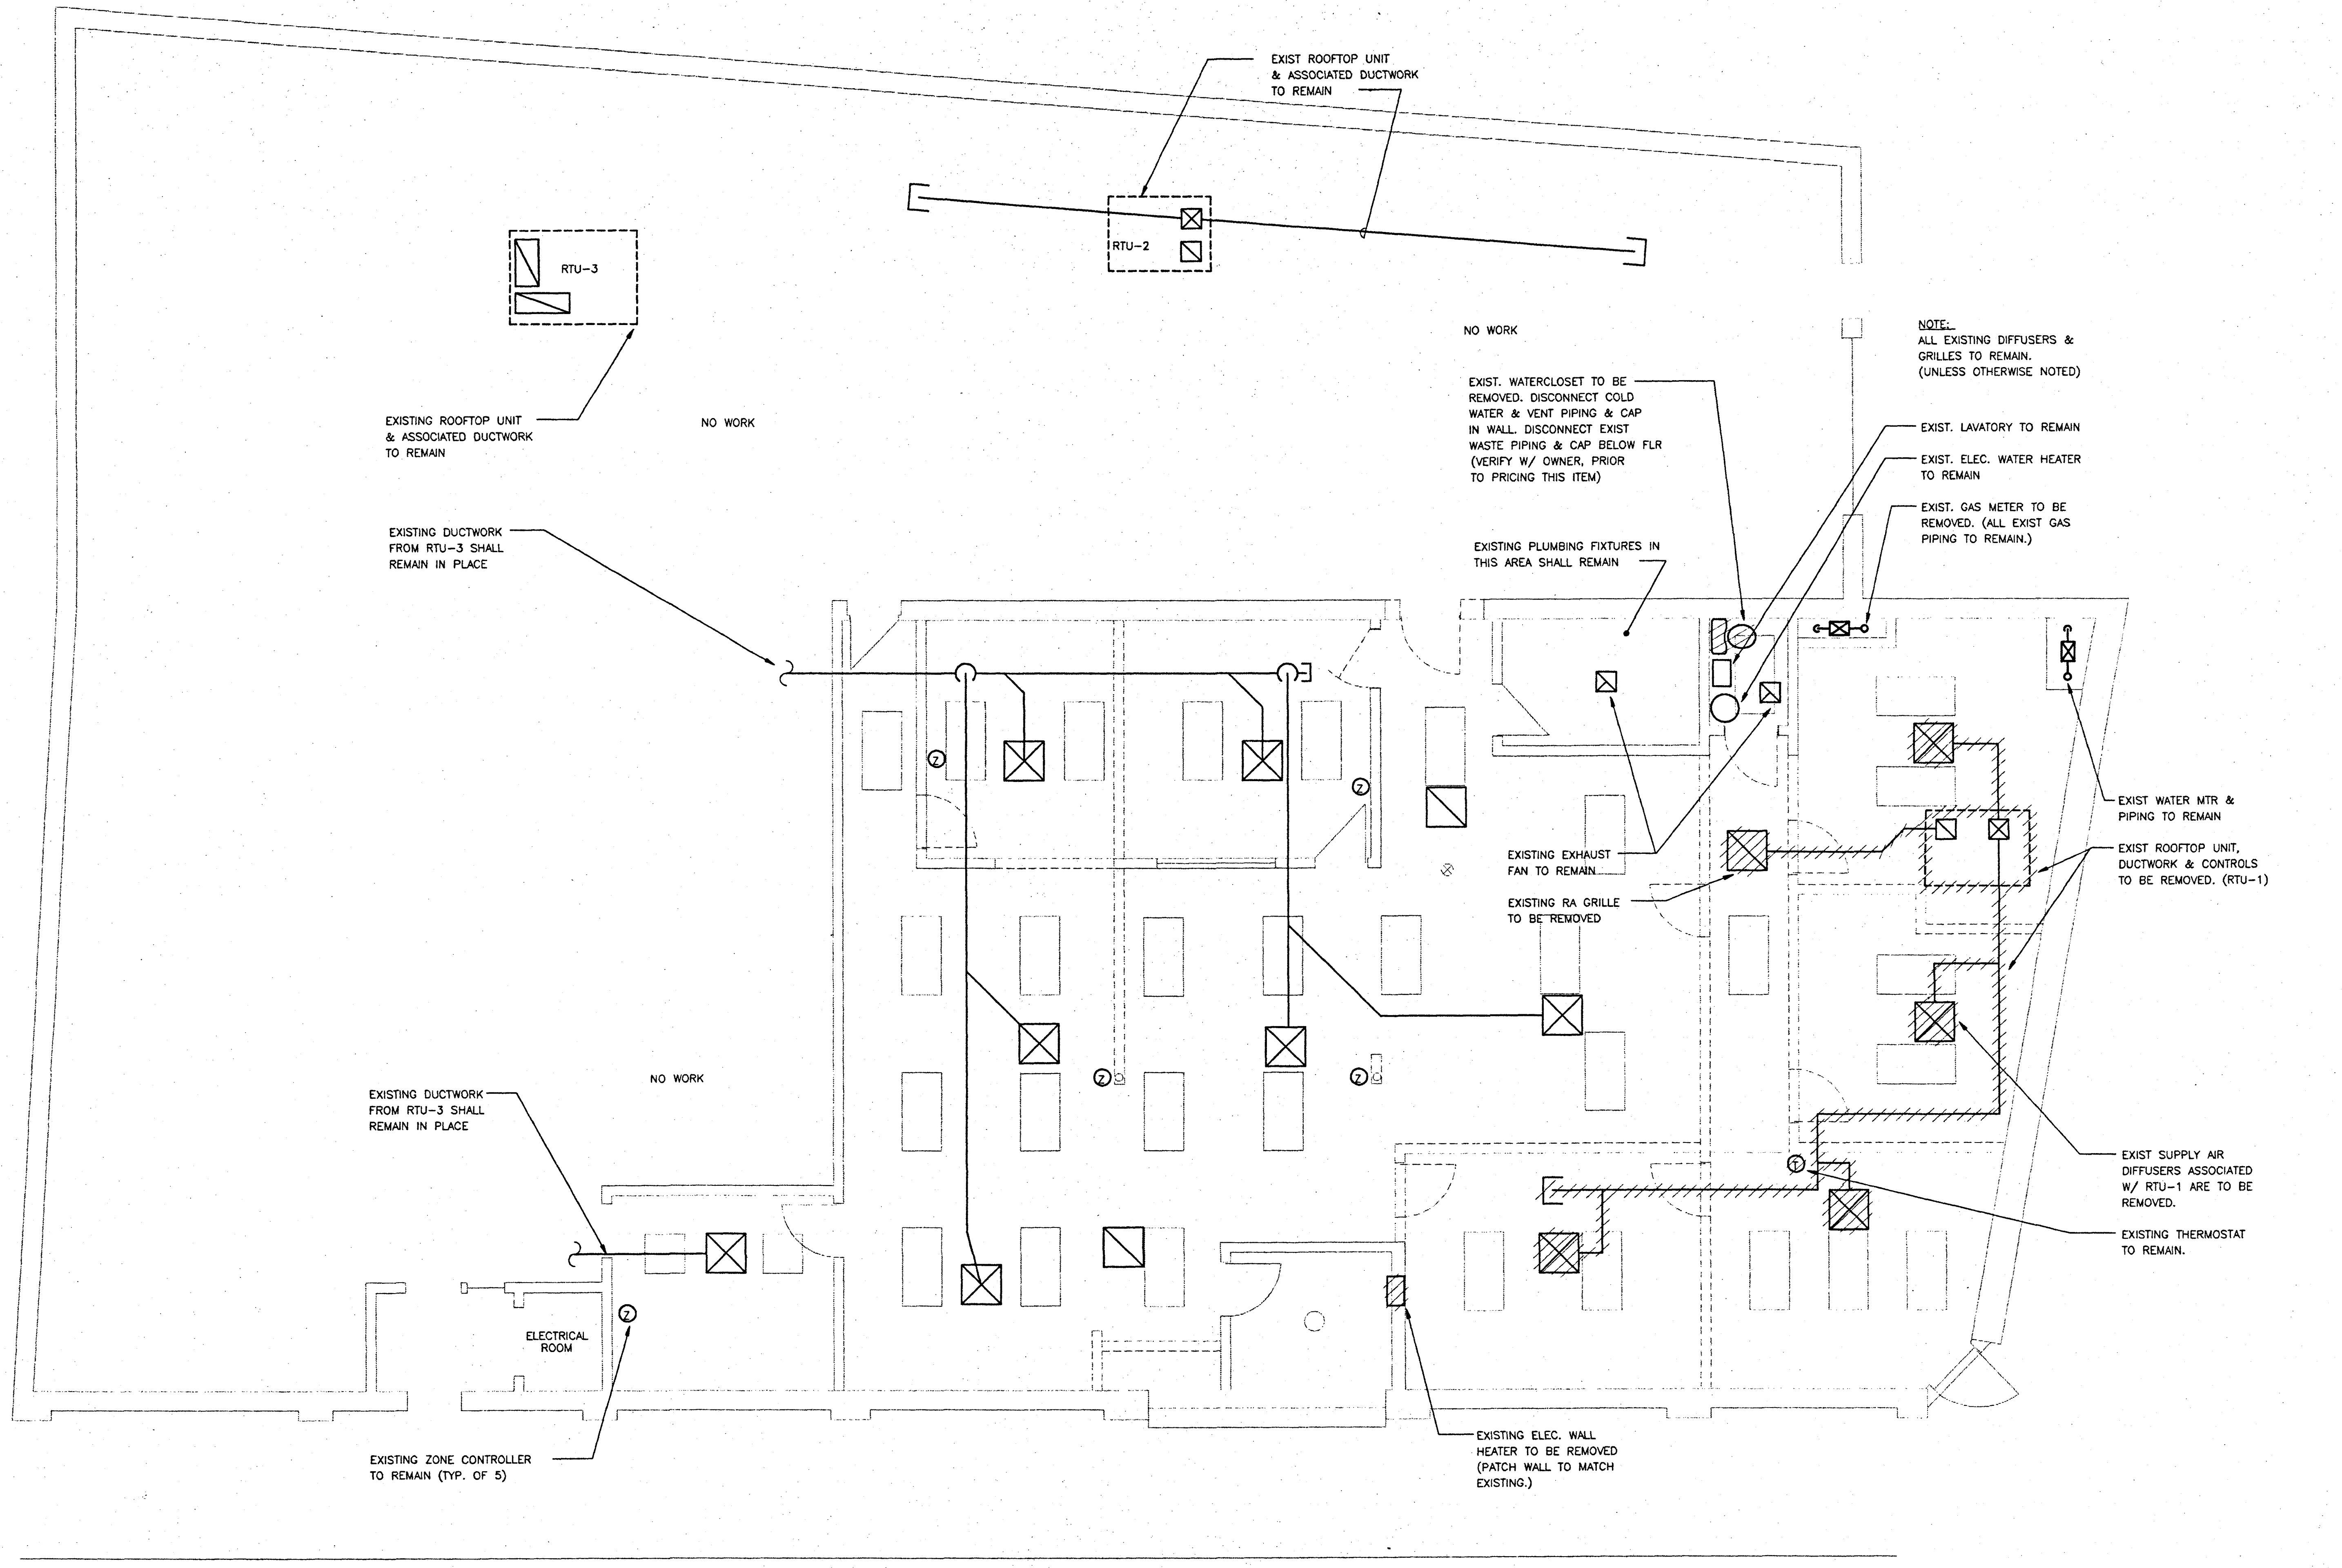 EXIST ROOFTOP UNIT
& ASSOCIATED DUCTWORK
TO REMAIN
RTU-2
RTU-3
EXISTING ROOFTOP UNIT
& ASSOCIATED DUCTWORK
TO REMAIN
NO WORK
NO WORK
NOTE:
ALL EXISTING DIFFUSERS &
GRILLES TO REMAIN.
(UNLESS OTHERWISE NOTED)
EXIST. WATERCLOSET TO BE
REMOVED. DISCONNECT COLD
WATER & VENT PIPING & CAP
IN WALL. DISCONNECT EXIST
WASTE PIPING & CAP BELOW FLR
(VERIFY W/ OWNER, PRIOR
TO PRICING THIS ITEM)
EXIST. LAVATORY TO REMAIN
EXIST. ELEC. WATER HEATER
TO REMAIN
EXIST. GAS METER TO BE
REMOVED. (ALL EXIST GAS
PIPING TO REMAIN.)
EXISTING DUCTWORK
FROM RTU-3 SHALL
REMAIN IN PLACE
EXISTING PLUMBING FIXTURES IN
THIS AREA SHALL REMAIN
Z
Z
EXIST WATER MTR &
PIPING TO REMAIN
EXISTING EXHAUST
FAN TO REMAIN
EXIST ROOFTOP UNIT,
DUCTWORK & CONTROLS
TO BE REMOVED. (RTU-1)
EXISTING RA GRILLE
TO BE REMOVED
Z
Z
NO WORK
EXISTING DUCTWORK
FROM RTU-3 SHALL
REMAIN IN PLACE
T
EXIST SUPPLY AIR
DIFFUSERS ASSOCIATED
W/ RTU-1 ARE TO BE
REMOVED.
EXISTING THERMOSTAT
TO REMAIN.
Z
ELECTRICAL
ROOM
EXISTING ZONE CONTROLLER
TO REMAIN (TYP. OF 5)
EXISTING ELEC. WALL
HEATER TO BE REMOVED
(PATCH WALL TO MATCH
EXISTING.)